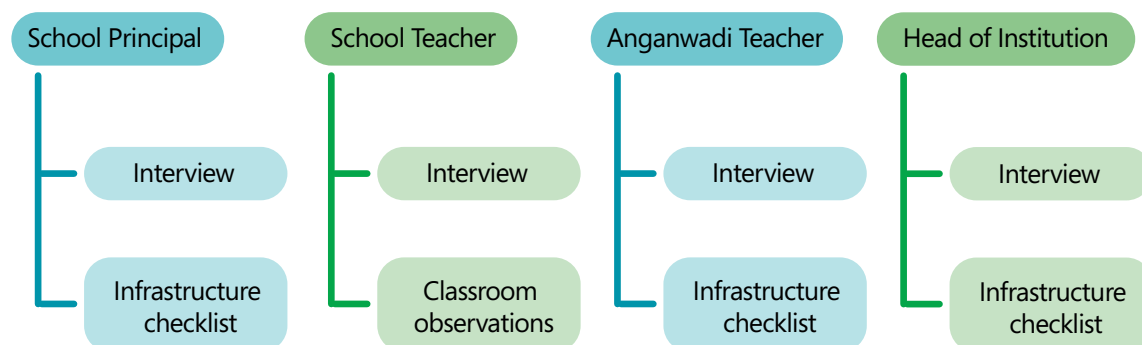 School Principal
School Teacher
Anganwadi Teacher
Head of Institution
Interview
Interview
Interview
Interview
Infrastructure
checklist
Classroom
observations
Infrastructure
checklist
Infrastructure
checklist